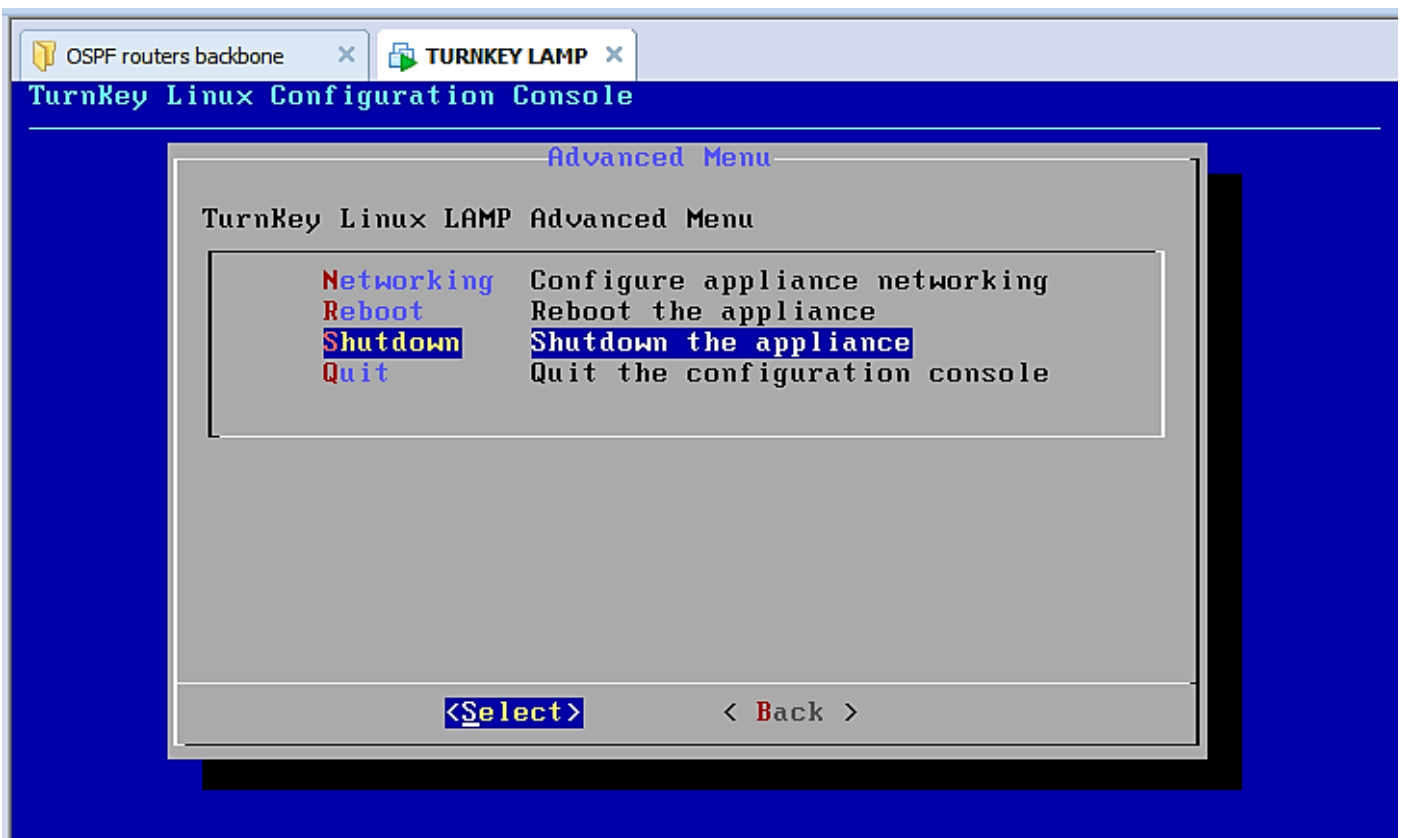 OSPF routers backbone TURNKEY LAMP
TurnKey Linux Configuration Console
Advanced Menu
TurnKey Linux LAMP Advanced Menu
Networking Configure appliance networking
Reboot Reboot the appliance
Shutdown Shutdown the appliance
Quit Quit the configuration console
<Select> < Back >